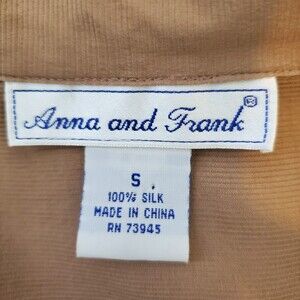 Anna and Frank ®
S
100% SILK
MADE IN CHINA
RN 73945